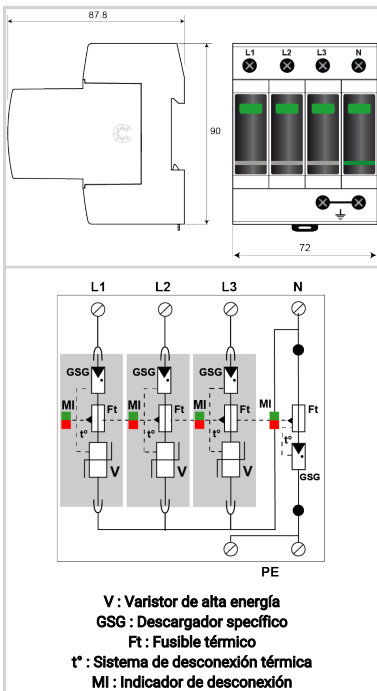 87.8
90
L1 L2 L3 N
72
L1 L2 L3 N
GSG GSG GSG
MI Ft MI Ft MI Ft MI Ft
t° t° t° t°
V V V
GSG
PE
V : Varistor de alta energía
GSG : Descargador específico
Ft : Fusible térmico
t° : Sistema de desconexión térmica
MI : Indicador de desconexión